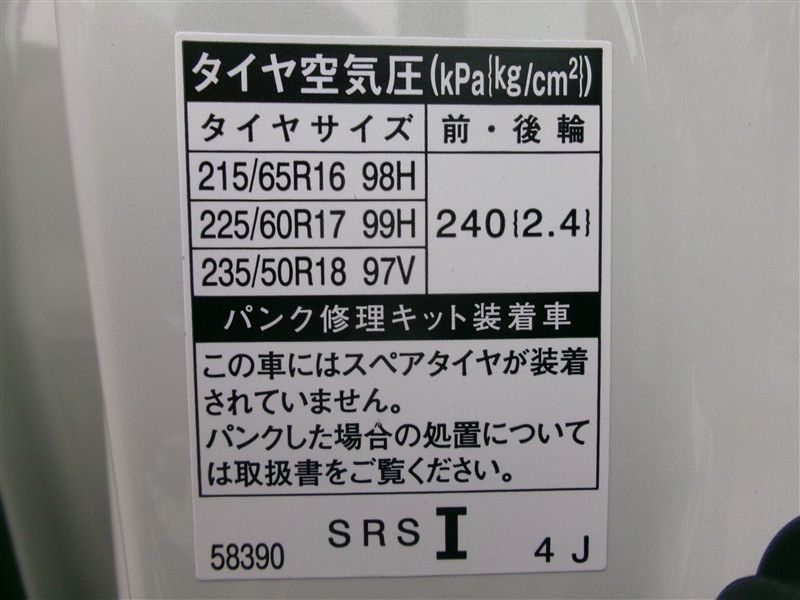 タイヤ空気圧(kPa{kg/cm²})
タイヤサイズ 前・後輪
215/65R16 98H
225/60R17 99H 240{2.4}
235/50R18 97V
パンク修理キット装着車
この車にはスペアタイヤが装着
されていません。
パンクした場合の処置について
は取扱書をご覧ください。
58390 SRS I 4J